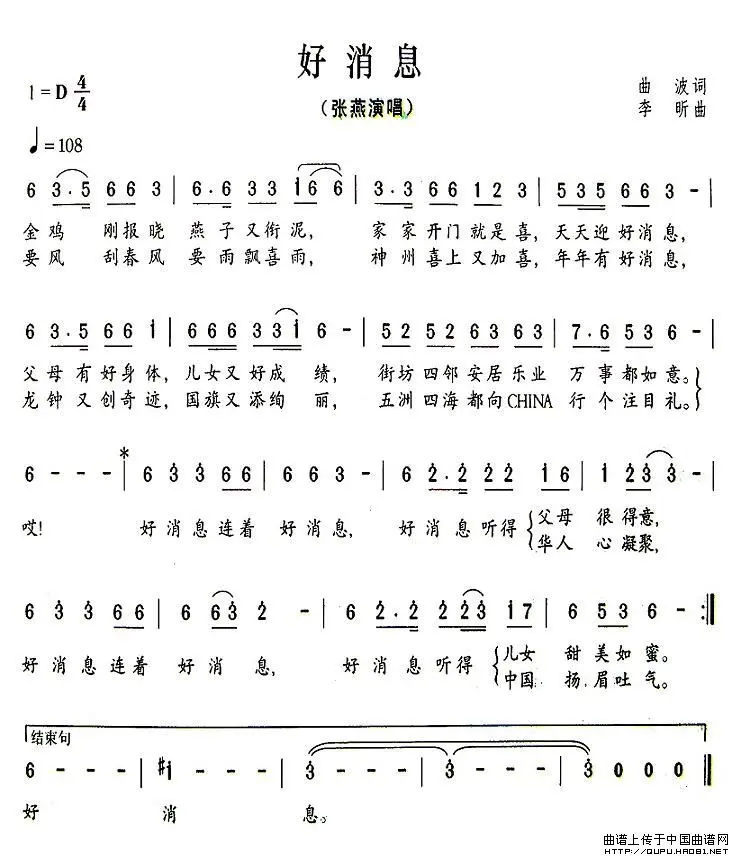 好消息
1=D 4/4
（张燕演唱）
曲 波词
李 昕曲
♩=108
6 3·5 6 6 3 | 6·6 3 3 i 6 6 | 3·3 6 6 1 2 3 | 5 3 5 6 6 3 - |
金鸡 刚报晓 燕子又衔泥， 家家开门就是喜，天天迎好消息，
要风 刮春风 要雨飘喜雨， 神州喜上又加喜，年年有好消息，
6 3·5 6 6 i | 6 6 6 3 3 i 6 - | 5 2 5 2 6 3 6 3 | 7·6 5 3 6 - |
父母有好身体，儿女又好成 绩， 街坊四邻安居乐业 万事都如意。
龙钟又创奇迹，国旗又添绚 丽， 五洲四海都向CHINA 行个注目礼。
6 - - - | * 6 3 3 6 6 | 6 3 6 - | 6 2·2 2 2 i 6 | i 2 3 3 - |
哎！ 好消息连着 好消息， 好消息听得 父母 很得意，
华人 心凝聚，
6 3 3 6 6 | 6 6 3 2 - | 6 2·2 2 2 3 i 7 | 6 5 3 6 - :‖
好消息连着 好消 息， 好消息听得 儿女 甜美如蜜。
中国 扬眉吐气。
结束句
6 - - - | #i - - - | 3 - - - | 3 - - - | 3 0 0 0 ‖
好 消 息。
曲谱上传于中国曲谱网
HTTP://QUPU.HAO81.NET